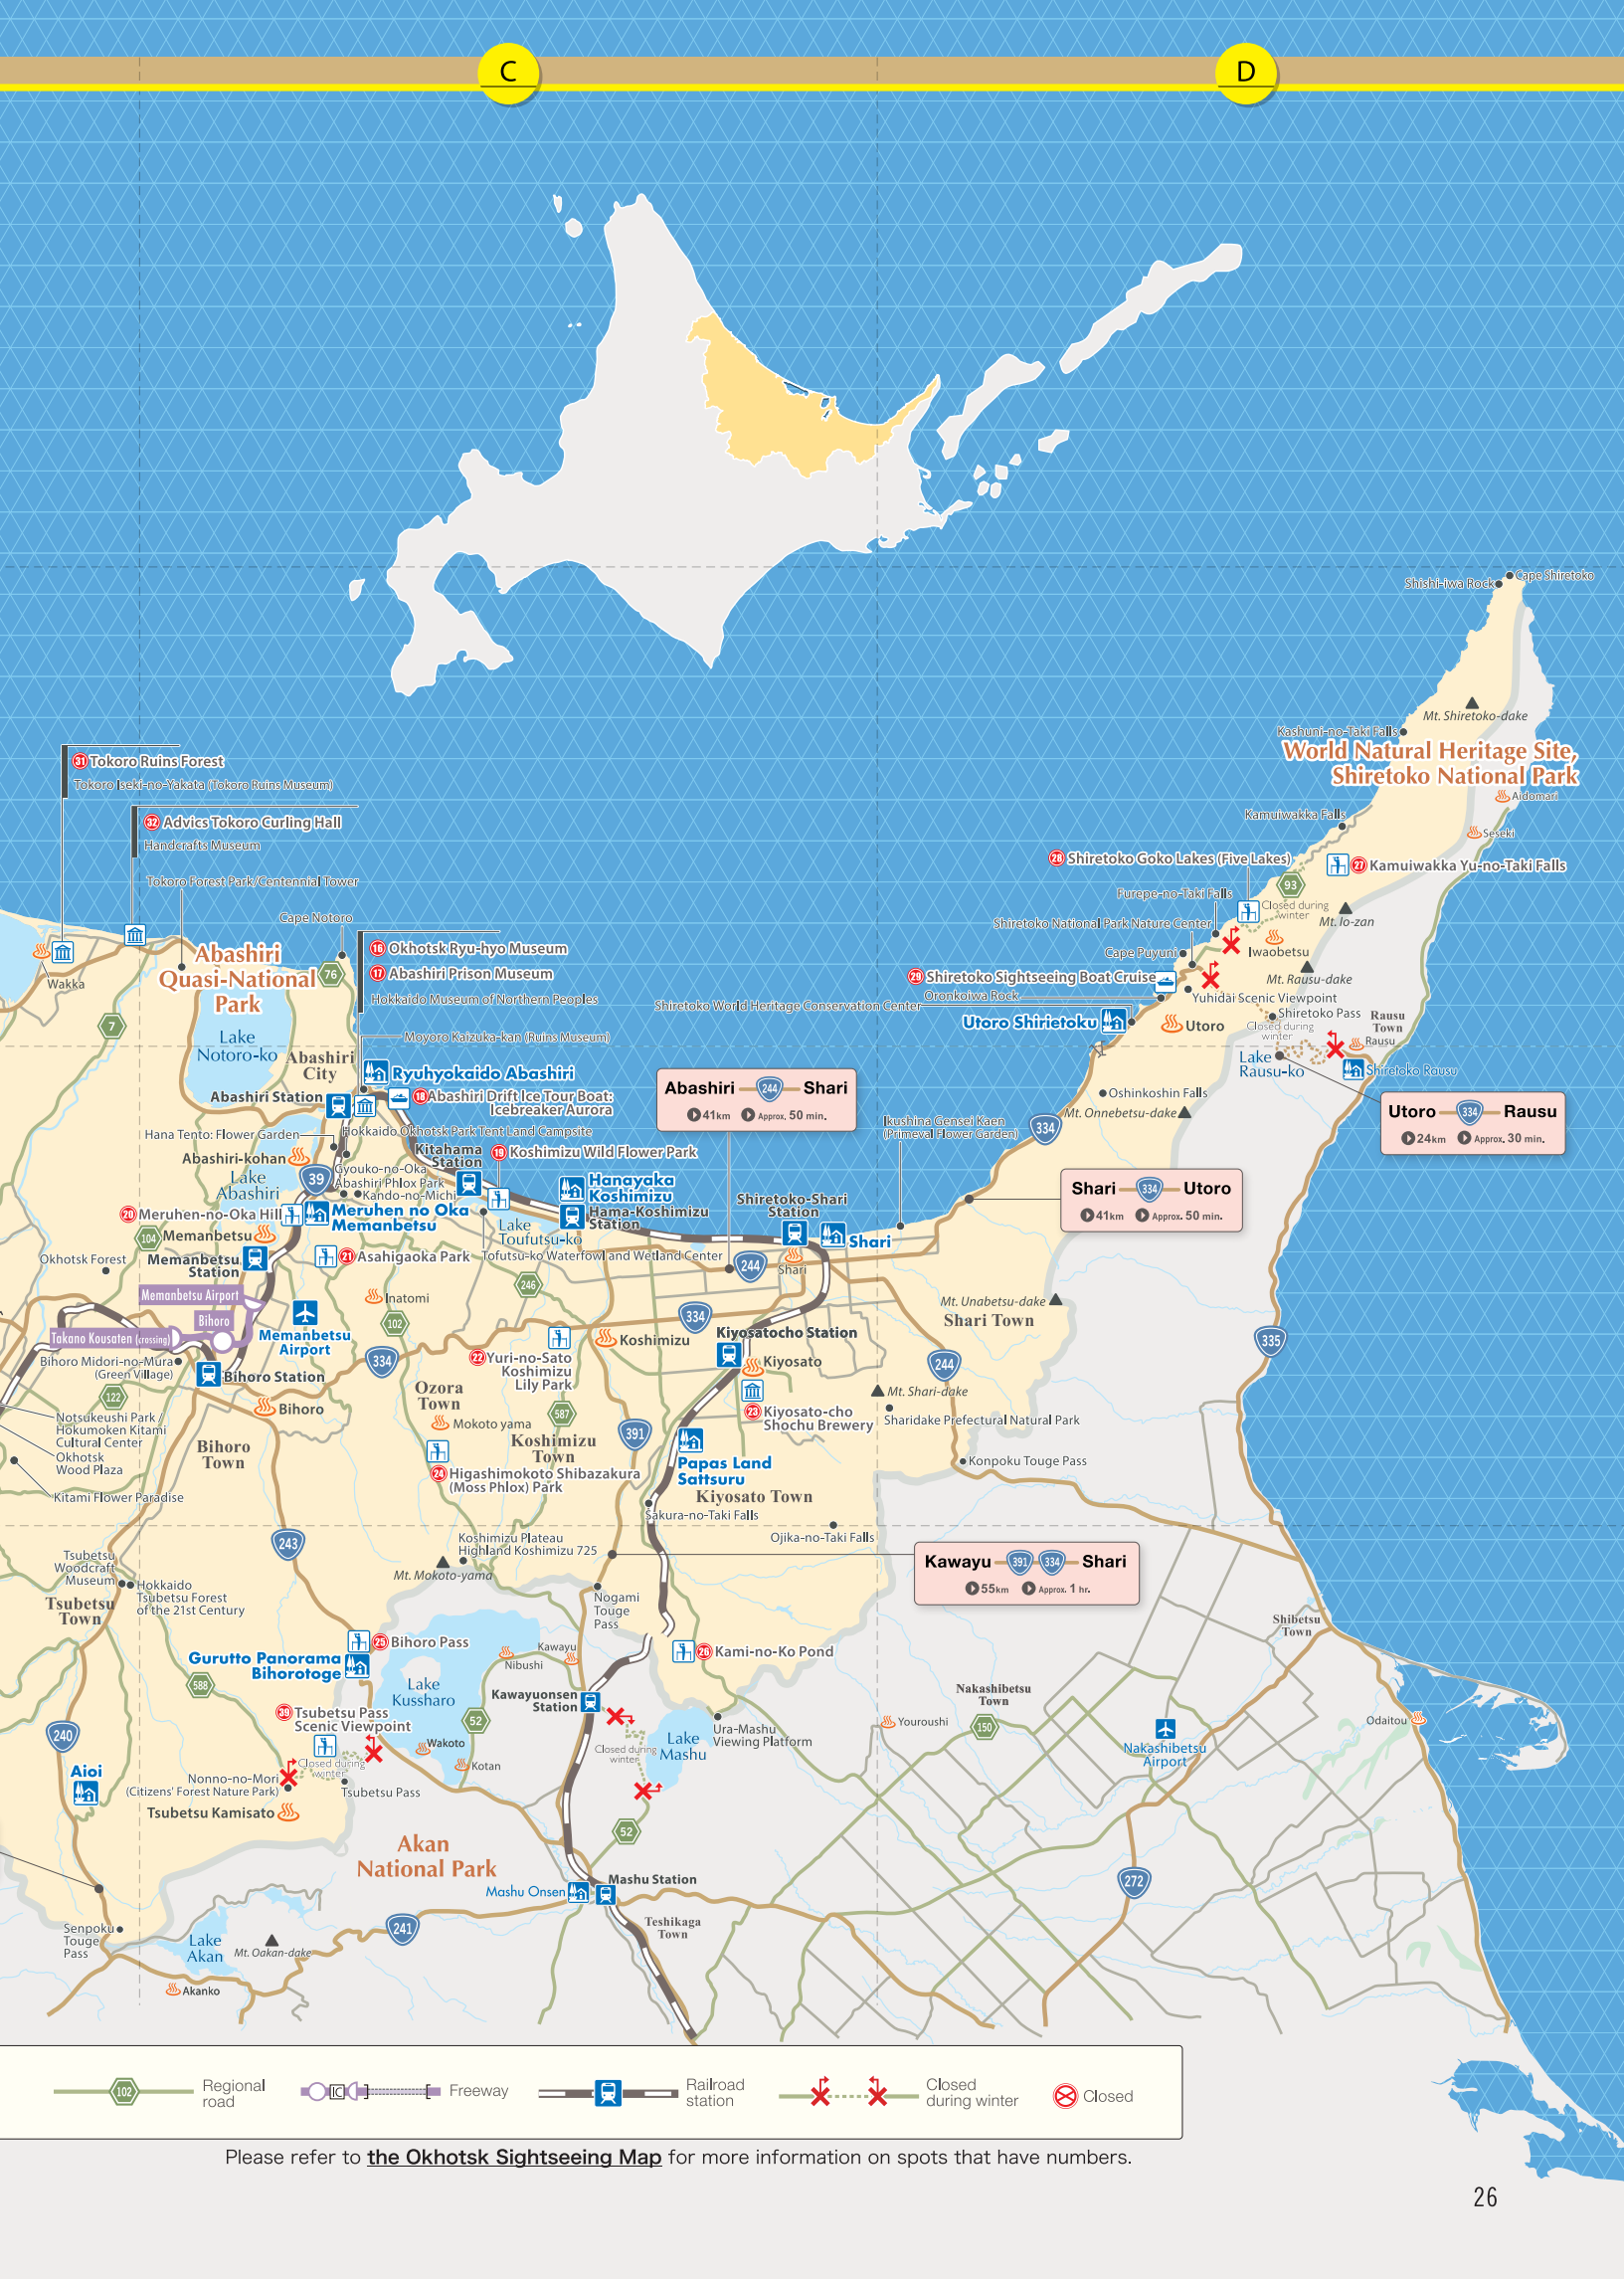 C
D
Shishi-iwa Rock
Cape Shiretoko
Mt. Shiretoko-dake
Kashuni-no-Taki Falls
World Natural Heritage Site,
Shiretoko National Park
Aidomari
Seseki
Kamuiwakka Falls
28 Shiretoko Goko Lakes (Five Lakes)
27 Kamuiwakka Yu-no-Taki Falls
93
Closed during
winter
Furepe-no-Taki Falls
Mt. Io-zan
Shiretoko National Park Nature Center
Iwaobetsu
Cape Puyuni
Mt. Rausu-dake
29 Shiretoko Sightseeing Boat Cruise
Oronkoiwa Rock
Yuhidai Scenic Viewpoint
Shiretoko World Heritage Conservation Center
Shiretoko Pass
Closed during
winter
Rausu
Town
Rausu
Utoro Shirietoku
Utoro
Lake
Rausu-ko
Shiretoko Rausu
Oshinkoshin Falls
Mt. Onnebetsu-dake
Utoro 334 Rausu
24km Approx. 30 min.
31 Tokoro Ruins Forest
Tokoro Iseki-no-Yakata (Tokoro Ruins Museum)
32 Advics Tokoro Curling Hall
Handcrafts Museum
Tokoro Forest Park/Centennial Tower
Cape Notoro
Wakka
Abashiri
Quasi-National
Park
76
7
16 Okhotsk Ryu-hyo Museum
17 Abashiri Prison Museum
Hokkaido Museum of Northern Peoples
Moyoro Kaizuka-kan (Ruins Museum)
Lake
Notoro-ko
Abashiri
City
Ryuhyokaido Abashiri
Abashiri Station
18 Abashiri Drift Ice Tour Boat:
Icebreaker Aurora
Abashiri 244 Shari
41km Approx. 50 min.
Hana Tento: Flower Garden
Hokkaido Okhotsk Park Tent Land Campsite
Kitahama
Station
19 Koshimizu Wild Flower Park
Ikushina Gensei Kaen
(Primeval Flower Garden)
334
Abashiri-kohan
Gyouko-no-Oka
Abashiri Phlox Park
Kando-no-Michi
Lake
Abashiri
39
Hanayaka
Koshimizu
Hama-Koshimizu
Station
Shiretoko-Shari
Station
Shari 334 Utoro
41km Approx. 50 min.
20 Meruhen-no-Oka Hill
Meruhen no Oka
Memanbetsu
Lake
Toufutsu-ko
Tofutsu-ko Waterfowl and Wetland Center
Shari
Shari
244
104
Memanbetsu
Memanbetsu
Station
21 Asahigaoka Park
Okhotsk Forest
246
Memanbetsu Airport
Bihoro
Takano Kousaten (crossing)
Inatomi
102
Memanbetsu
Airport
334
Mt. Unabetsu-dake
Shari Town
Koshimizu
Kiyosatocho Station
335
Bihoro Midori-no-Mura
(Green Village)
334
22 Yuri-no-Sato
Koshimizu
Lily Park
Kiyosato
244
Bihoro Station
122
Ozora
Town
Mt. Shari-dake
Bihoro
Mokoto yama
587
23 Kiyosato-cho
Shochu Brewery
Sharidake Prefectural Natural Park
Notsukeushi Park /
Hokumoken Kitami
Cultural Center
Okhotsk
Wood Plaza
Bihoro
Town
Koshimizu
Town
391
Papas Land
Sattsuru
Konpoku Touge Pass
24 Higashimokoto Shibazakura
(Moss Phlox) Park
Kiyosato Town
Kitami Flower Paradise
Sakura-no-Taki Falls
Ojika-no-Taki Falls
243
Koshimizu Plateau
Highland Koshimizu 725
Mt. Mokoto-yama
Kawayu 391 334 Shari
55km Approx. 1 hr.
Tsubetsu
Woodcraft
Museum
Hokkaido
Tsubetsu Forest
of the 21st Century
Tsubetsu
Town
Nogami
Touge
Pass
Shibetsu
Town
25 Bihoro Pass
Gurutto Panorama
Bihorotoge
588
Kawayu
Nibushi
26 Kami-no-Ko Pond
Lake
Kussharo
Kawayuonsen
Station
Nakashibetsu
Town
39 Tsubetsu Pass
Scenic Viewpoint
52
Ura-Mashu
Viewing Platform
Youroushi
150
Odaitou
240
Wakoto
Closed during
winter
Lake
Mashu
Nakashibetsu
Airport
Closed during
winter
Kotan
Aioi
Nonno-no-Mori
(Citizens' Forest Nature Park)
Tsubetsu Pass
Tsubetsu Kamisato
52
Akan
National Park
272
Mashu Station
Mashu Onsen
241
Teshikaga
Town
Senpoku
Touge
Pass
Lake
Akan
Mt. Oakan-dake
Akanko
102
Regional
road
IC
Freeway
Railroad
station
Closed
during winter
Closed
Please refer to the Okhotsk Sightseeing Map for more information on spots that have numbers.
26